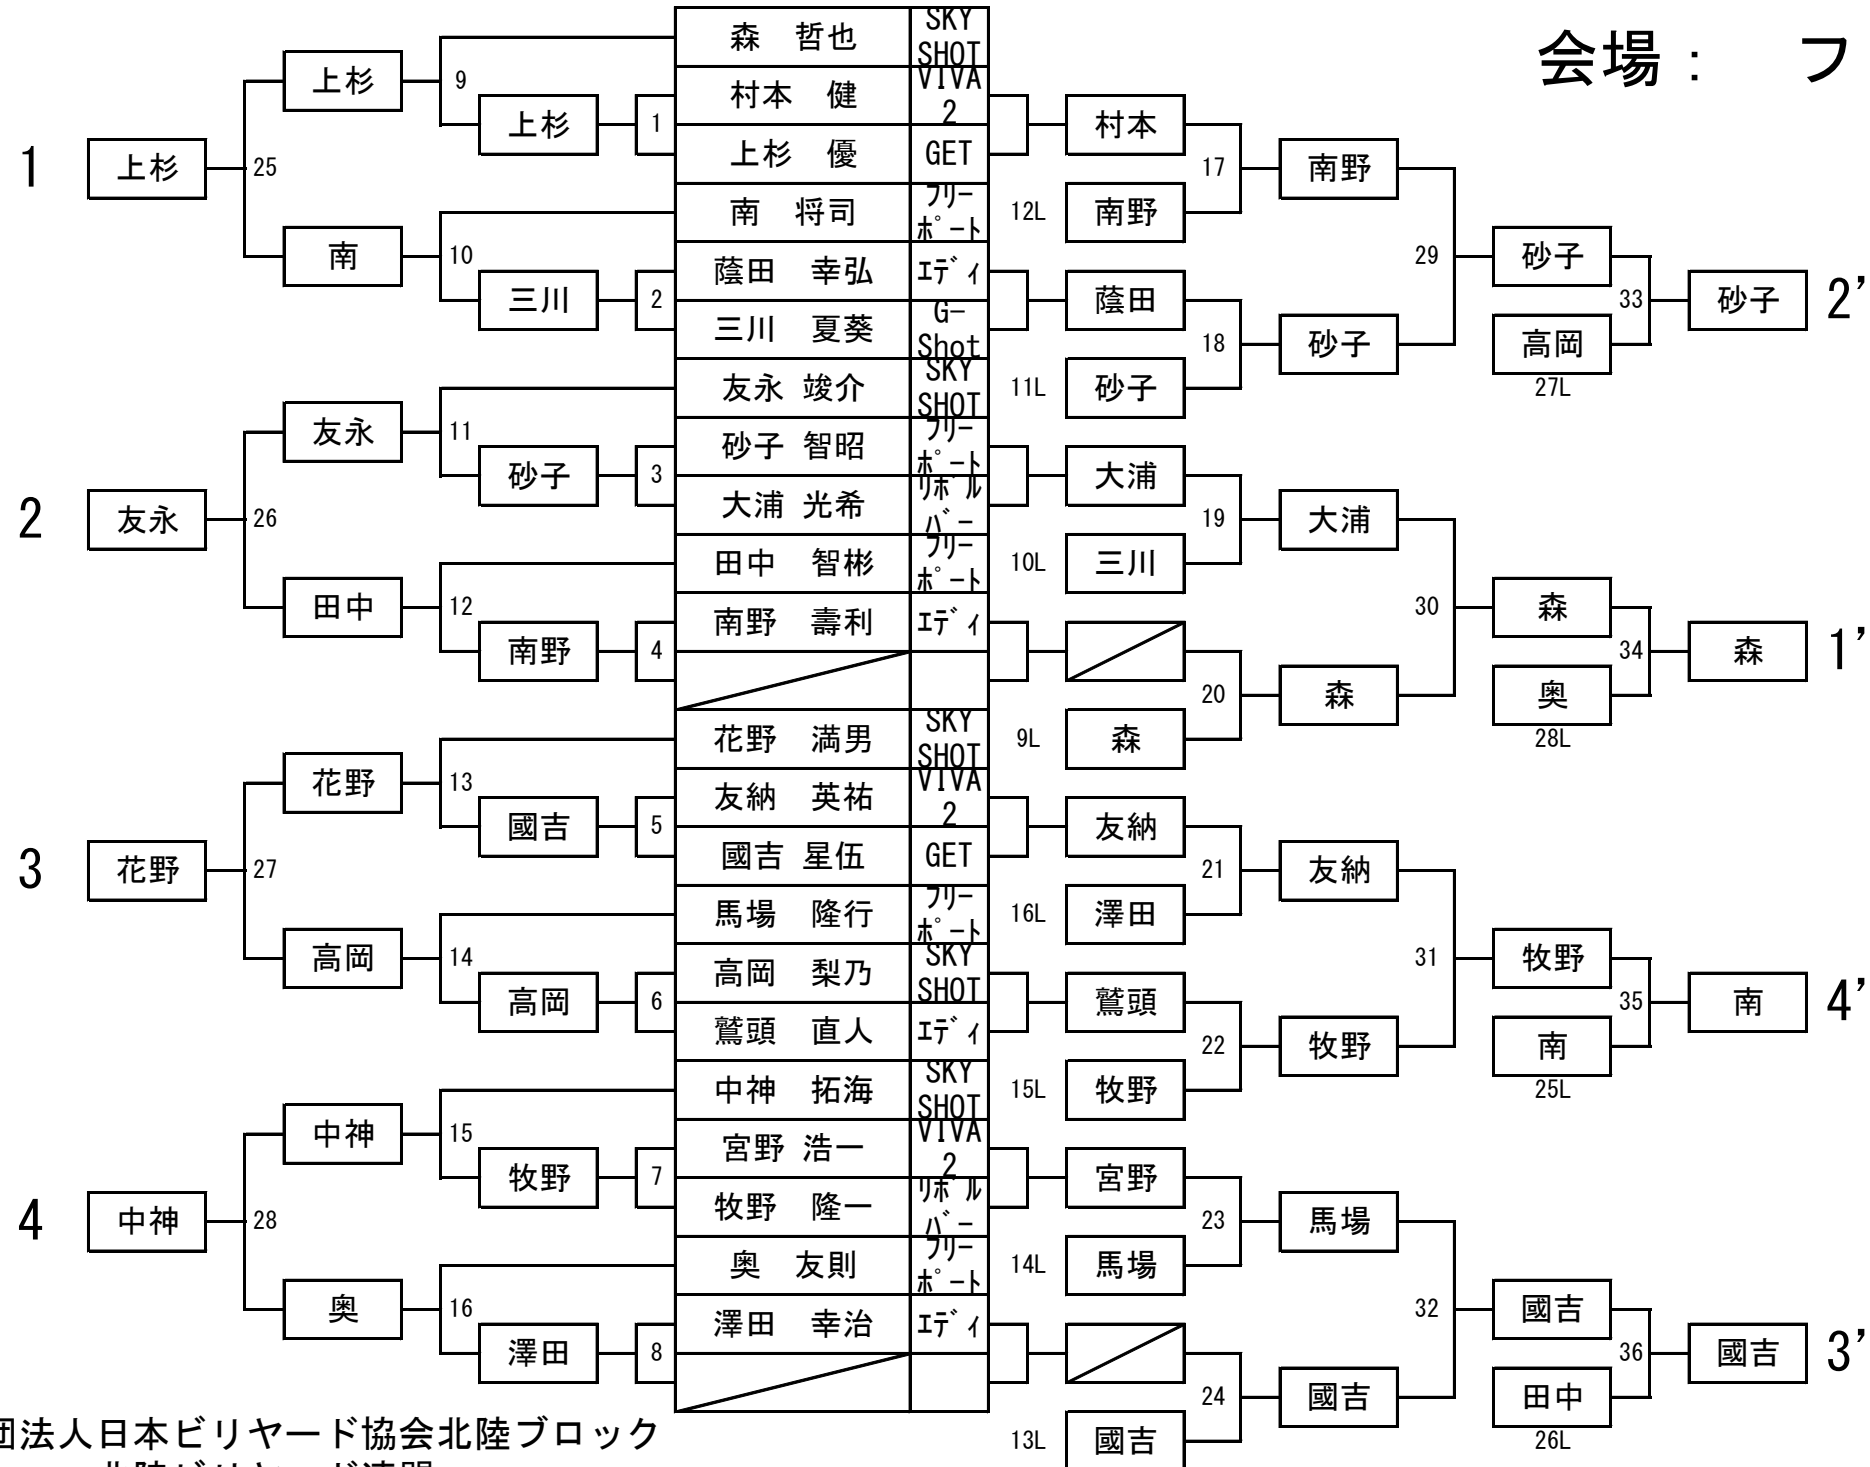 会場： フ
森 哲也 SKY SHOT
村本 健 VIVA 2
上杉 優 GET
南 将司 フリーポート
蔭田 幸弘 エディ
三川 夏葵 G-Shot
友永 竣介 SKY SHOT
砂子 智昭 フリーポート
大浦 光希 リボルバー
田中 智彬 フリーポート
南野 壽利 エディ
花野 満男 SKY SHOT
友納 英祐 VIVA 2
國吉 星伍 GET
馬場 隆行 フリーポート
高岡 梨乃 SKY SHOT
鷲頭 直人 エディ
中神 拓海 SKY SHOT
宮野 浩一 VIVA 2
牧野 隆一 リボルバー
奥 友則 フリーポート
澤田 幸治 エディ
1 上杉 25
上杉 9
上杉 1
南 10
三川 2
2 友永 26
友永 11
砂子 3
田中 12
南野 4
3 花野 27
花野 13
國吉 5
高岡 14
高岡 6
4 中神 28
中神 15
牧野 7
奥 16
澤田 8
村本 17
12L 南野
蔭田 18
11L 砂子
大浦 19
10L 三川
20
9L 森
友納 21
16L 澤田
鷲頭 22
15L 牧野
宮野 23
14L 馬場
24
13L 國吉
南野 29
砂子
大浦 30
森
友納 31
牧野
馬場 32
國吉
砂子 33
高岡
27L
砂子 2’
森 34
奥
28L
森 1’
牧野 35
南
25L
南 4’
國吉 36
田中
26L
國吉 3’
団法人日本ビリヤード協会北陸ブロック
北陸ビリヤード連盟